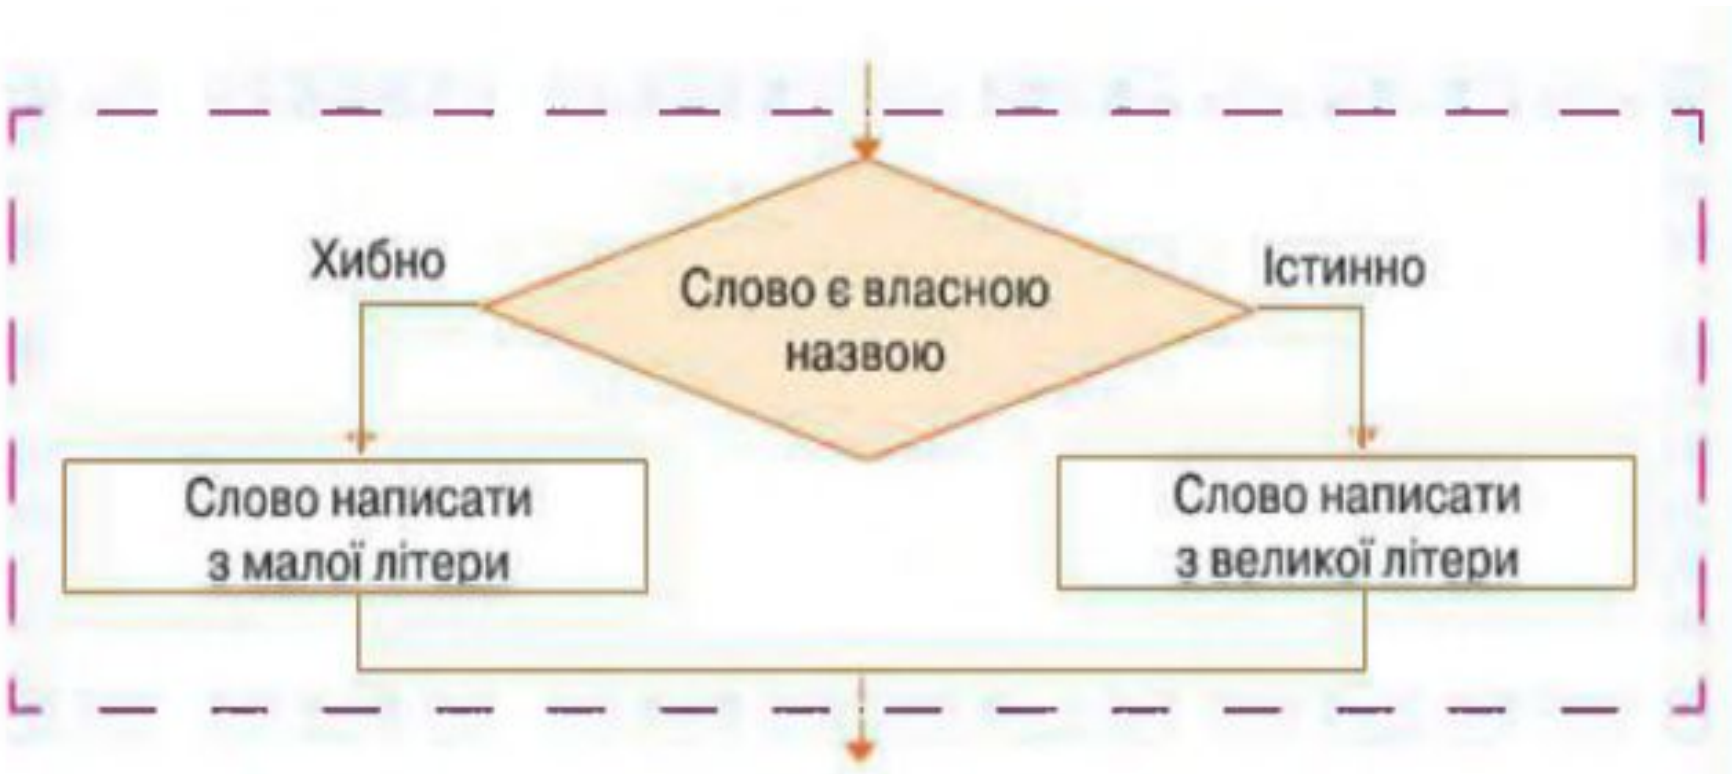 Хибно
Істинно
Слово є власною
назвою
Слово написати
з малої літери
Слово написати
з великої літери